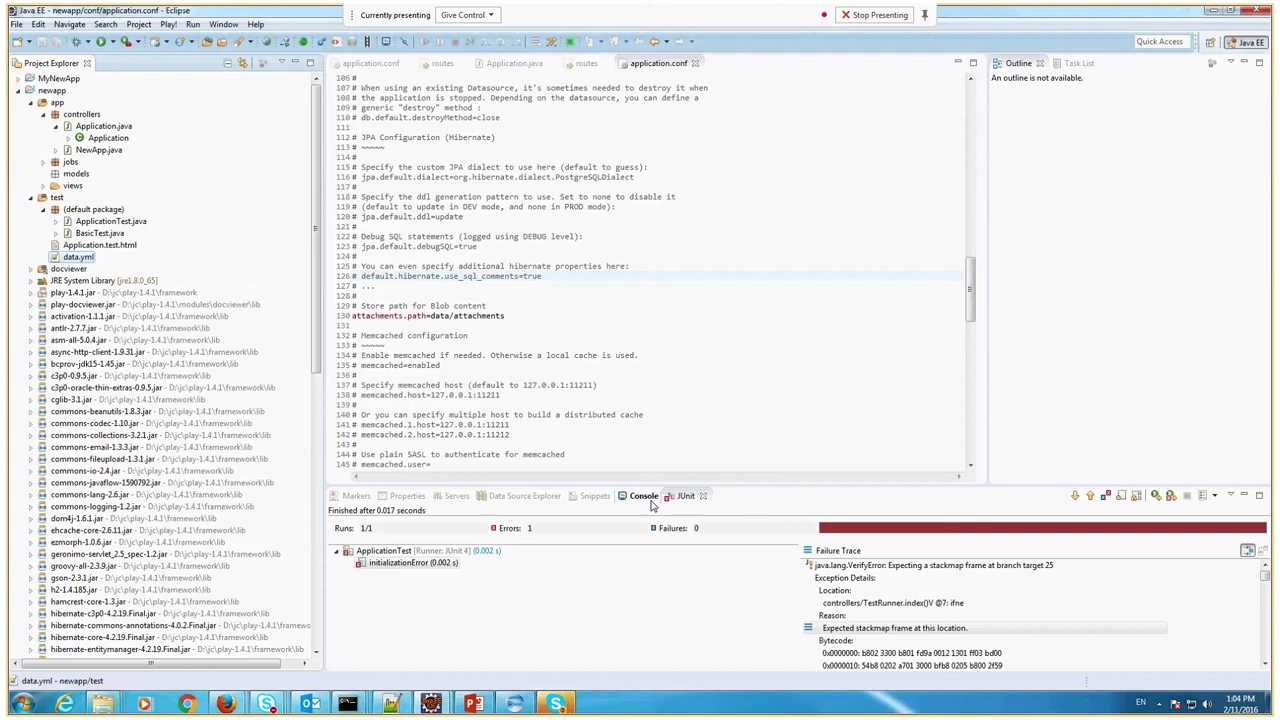 Java EE - newapp/conf/application.conf - Eclipse
Currently presenting
Give Control
Stop Presenting
File Edit Navigate Search Project Play! Run Window Help
Quick Access
Java EE
Project Explorer
application.conf
routes
Application.java
routes
application.conf
Outline
Task List
An outline is not available.
MyNewApp
newapp
app
controllers
Application.java
Application
NewApp.java
jobs
models
views
test
(default package)
ApplicationTest.java
BasicTest.java
Application.test.html
data.yml
docviewer
JRE System Library [jre1.8.0_65]
play-1.4.1.jar - D:\jc\play-1.4.1\framework
play-docviewer.jar - D:\jc\play-1.4.1\modules\docviewer\
activation-1.1.1.jar - D:\jc\play-1.4.1\framework\lib
antlr-2.7.7.jar - D:\jc\play-1.4.1\framework\lib
asm-all-5.0.4.jar - D:\jc\play-1.4.1\framework\lib
async-http-client-1.9.31.jar - D:\jc\play-1.4.1\framewo
bcprov-jdk15-1.45.jar - D:\jc\play-1.4.1\framework\lib
c3p0-0.9.5.jar - D:\jc\play-1.4.1\framework\lib
c3p0-oracle-thin-extras-0.9.5.jar - D:\jc\play-1.4.1\fra
cglib-3.1.jar - D:\jc\play-1.4.1\framework\lib
commons-beanutils-1.8.3.jar - D:\jc\play-1.4.1\framew
commons-codec-1.10.jar - D:\jc\play-1.4.1\framework\
commons-collections-3.2.1.jar - D:\jc\play-1.4.1\frame
commons-email-1.3.3.jar - D:\jc\play-1.4.1\framework\
commons-fileupload-1.3.1.jar - D:\jc\play-1.4.1\frame
commons-io-2.4.jar - D:\jc\play-1.4.1\framework\lib
commons-javaflow-1590792.jar - D:\jc\play-1.4.1\fram
commons-lang-2.6.jar - D:\jc\play-1.4.1\framework\lib
commons-logging-1.2.jar - D:\jc\play-1.4.1\framework
dom4j-1.6.1.jar - D:\jc\play-1.4.1\framework\lib
ehcache-core-2.6.11.jar - D:\jc\play-1.4.1\framework\l
ezmorph-1.0.6.jar - D:\jc\play-1.4.1\framework\lib
geronimo-servlet_2.5_spec-1.2.jar - D:\jc\play-1.4.1\fra
groovy-all-2.3.9.jar - D:\jc\play-1.4.1\framework\lib
gson-2.3.1.jar - D:\jc\play-1.4.1\framework\lib
h2-1.4.185.jar - D:\jc\play-1.4.1\framework\lib
hamcrest-core-1.3.jar - D:\jc\play-1.4.1\framework\lib
hibernate-c3p0-4.2.19.Final.jar - D:\jc\play-1.4.1\frame
hibernate-commons-annotations-4.0.2.Final.jar - D:\jc
hibernate-core-4.2.19.Final.jar - D:\jc\play-1.4.1\frame
hibernate-entitymanager-4.2.19.Final.jar - D:\jc\play-1
106 #
107 # When using an existing Datasource, it's sometimes needed to destroy it when
108 # the application is stopped. Depending on the datasource, you can define a
109 # generic "destroy" method :
110 # db.default.destroyMethod=close
111
112 # JPA Configuration (Hibernate)
113 # ~~~~~
114 #
115 # Specify the custom JPA dialect to use here (default to guess):
116 # jpa.default.dialect=org.hibernate.dialect.PostgreSQLDialect
117 #
118 # Specify the ddl generation pattern to use. Set to none to disable it
119 # (default to update in DEV mode, and none in PROD mode):
120 # jpa.default.ddl=update
121 #
122 # Debug SQL statements (logged using DEBUG level):
123 # jpa.default.debugSQL=true
124 #
125 # You can even specify additional hibernate properties here:
126 # default.hibernate.use_sql_comments=true
127 # ...
128 #
129 # Store path for Blob content
130 attachments.path=data/attachments
131
132 # Memcached configuration
133 # ~~~~~
134 # Enable memcached if needed. Otherwise a local cache is used.
135 # memcached=enabled
136 #
137 # Specify memcached host (default to 127.0.0.1:11211)
138 # memcached.host=127.0.0.1:11211
139 #
140 # Or you can specify multiple host to build a distributed cache
141 # memcached.1.host=127.0.0.1:11211
142 # memcached.2.host=127.0.0.1:11212
143 #
144 # Use plain SASL to authenticate for memcached
145 # memcached.user=
Markers Properties Servers Data Source Explorer Snippets Console JUnit
Finished after 0.017 seconds
Runs: 1/1 Errors: 1 Failures: 0
ApplicationTest [Runner: JUnit 4] (0.002 s)
initializationError (0.002 s)
Failure Trace
java.lang.VerifyError: Expecting a stackmap frame at branch target 25
Exception Details:
Location:
controllers/TestRunner.index()V @7: ifne
Reason:
Expected stackmap frame at this location.
Bytecode:
0x0000000: b802 3300 b801 fd9a 0012 1301 ff03 bd00
0x0000010: 54b8 0202 a701 3000 bfb8 0205 b800 2f59
data.yml - newapp/test
EN
1:04 PM
2/11/2016